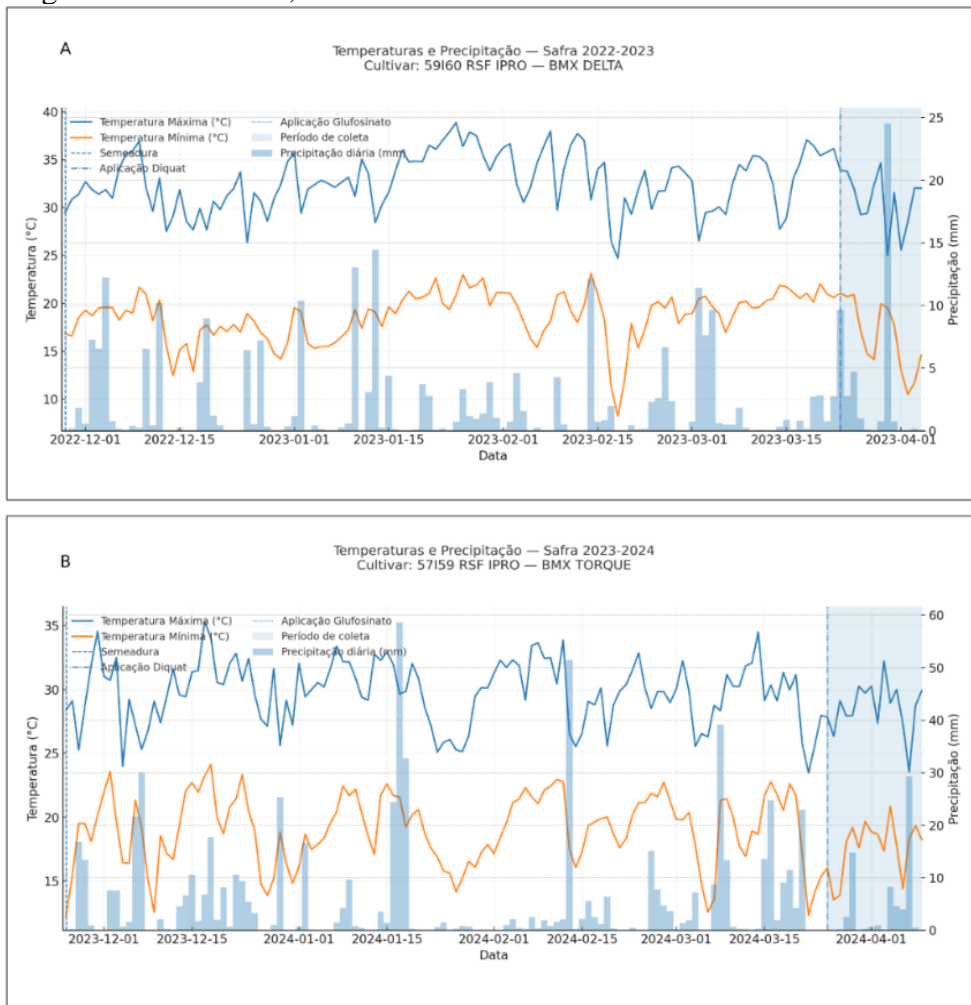 A
Temperaturas e Precipitação — Safra 2022-2023
Cultivar: 59I60 RSF IPRO — BMX DELTA
Temperatura Máxima (°C)
Temperatura Mínima (°C)
Semeadura
Aplicação Diquat
Aplicação Glufosinato
Período de coleta
Precipitação diária (mm)
Temperatura (°C)
40
35
30
25
20
15
10
Precipitação (mm)
25
20
15
10
5
0
2022-12-01 2022-12-15 2023-01-01 2023-01-15 2023-02-01 2023-02-15 2023-03-01 2023-03-15 2023-04-01
Data
B
Temperaturas e Precipitação — Safra 2023-2024
Cultivar: 57I59 RSF IPRO — BMX TORQUE
Temperatura Máxima (°C)
Temperatura Mínima (°C)
Semeadura
Aplicação Diquat
Aplicação Glufosinato
Período de coleta
Precipitação diária (mm)
Temperatura (°C)
35
30
25
20
15
Precipitação (mm)
60
50
40
30
20
10
0
2023-12-01 2023-12-15 2024-01-01 2024-01-15 2024-02-01 2024-02-15 2024-03-01 2024-03-15 2024-04-01
Data